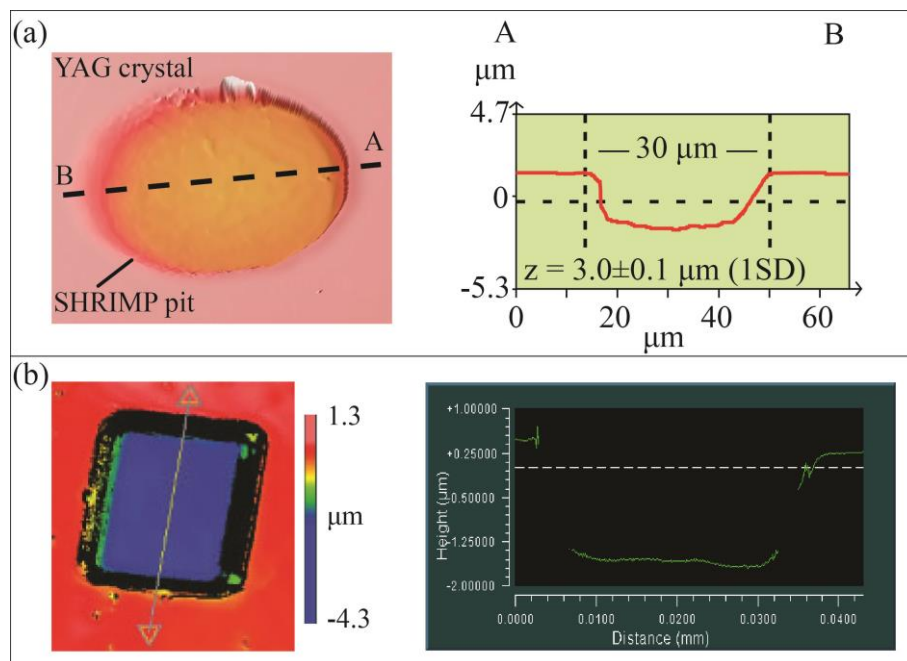 (a)
YAG crystal
A
B
SHRIMP pit
A
B
μm
4.7
30 μm
0
z = 3.0±0.1 μm (1SD)
-5.3
0
20
40
60
μm
(b)
1.3
μm
-4.3
+1.00000
+0.25000
-0.50000
-1.25000
-2.00000
Height (μm)
0.0000
0.0100
0.0200
0.0300
0.0400
Distance (mm)